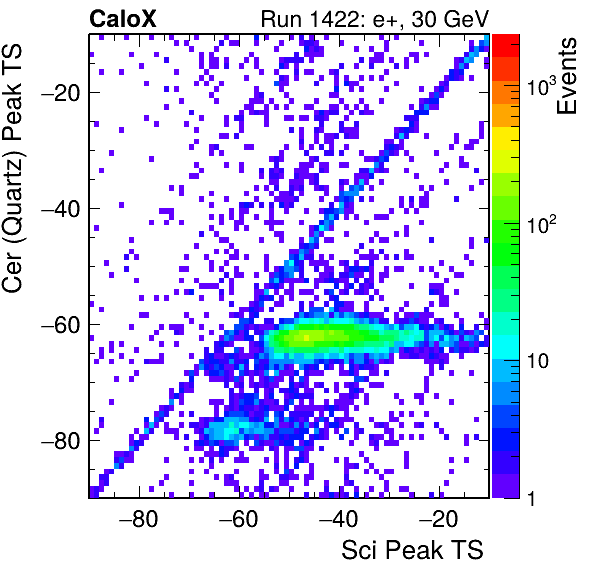 CaloX Run 1422: e+, 30 GeV
Cer (Quartz) Peak TS
Events
−20
−40
−60
−80
10³
10²
10
1
−80 −60 −40 −20
Sci Peak TS